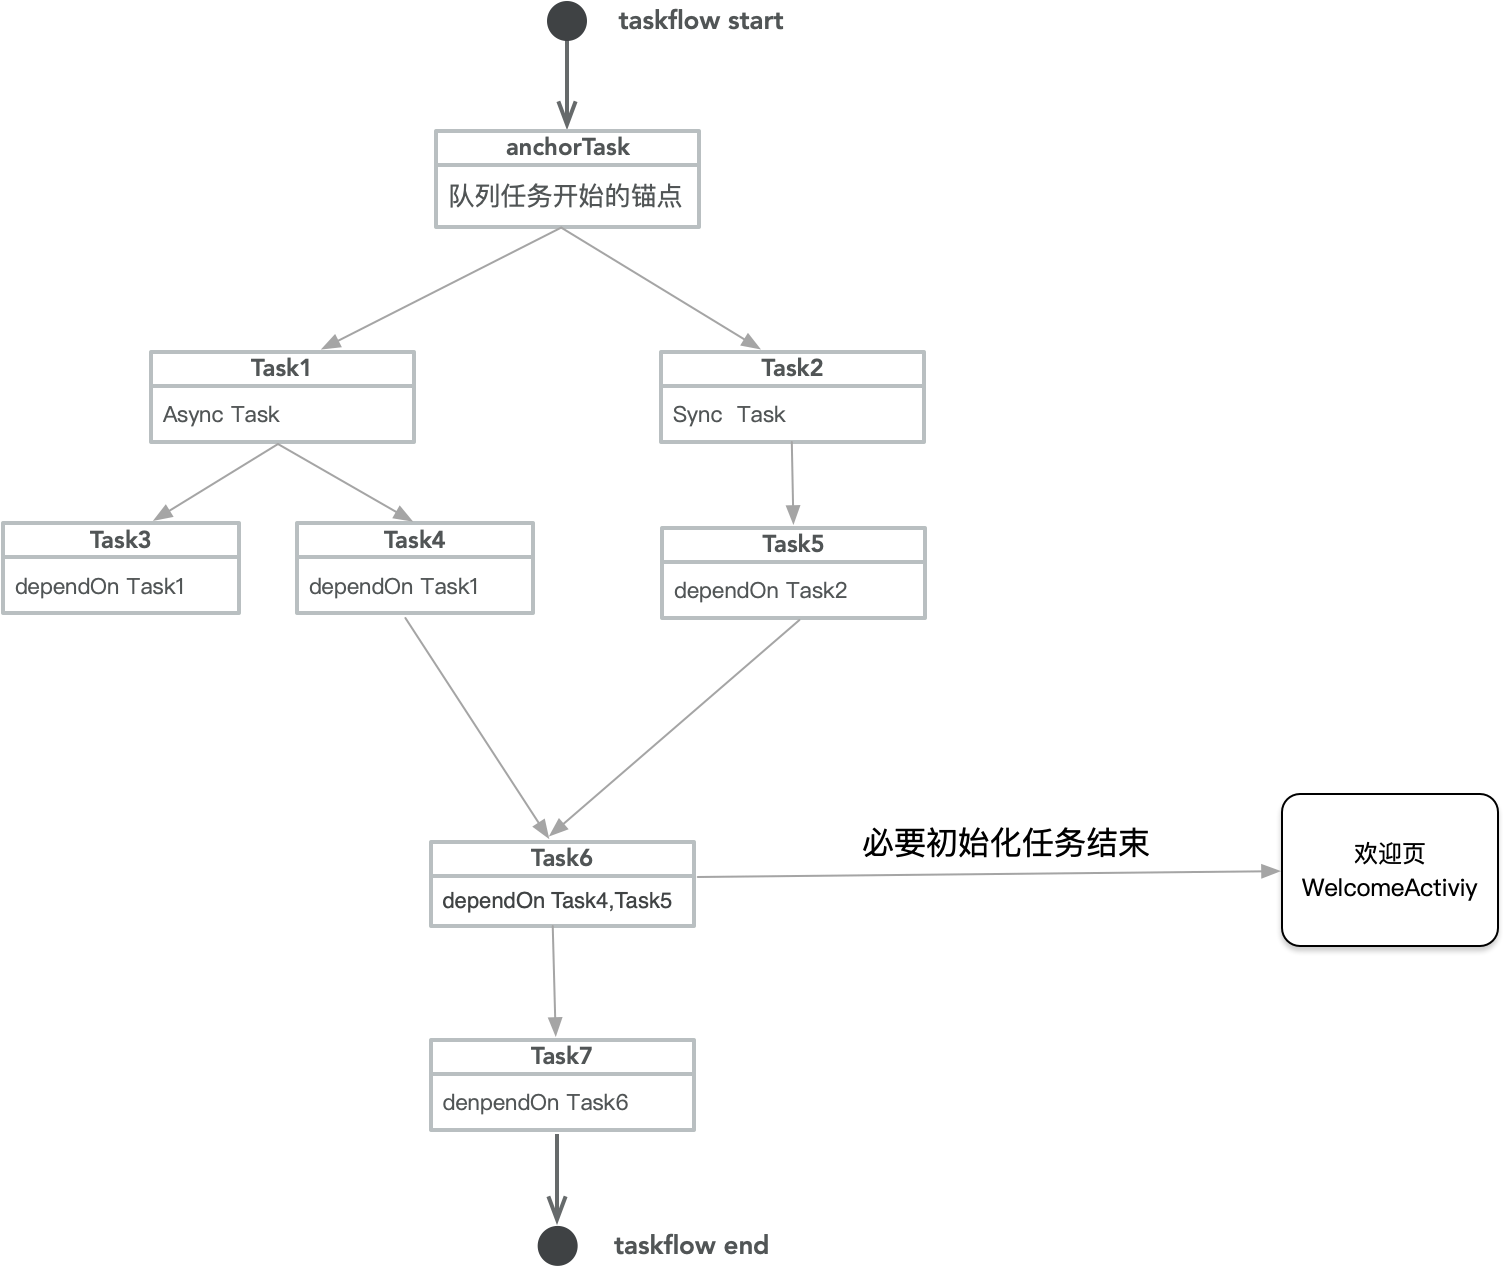 taskflow start
anchorTask
队列任务开始的锚点
Task1
Async Task
Task2
Sync  Task
Task3
dependOn Task1
Task4
dependOn Task1
Task5
dependOn Task2
必要初始化任务结束
欢迎页
WelcomeActiviy
Task6
dependOn Task4,Task5
Task7
denpendOn Task6
taskflow end